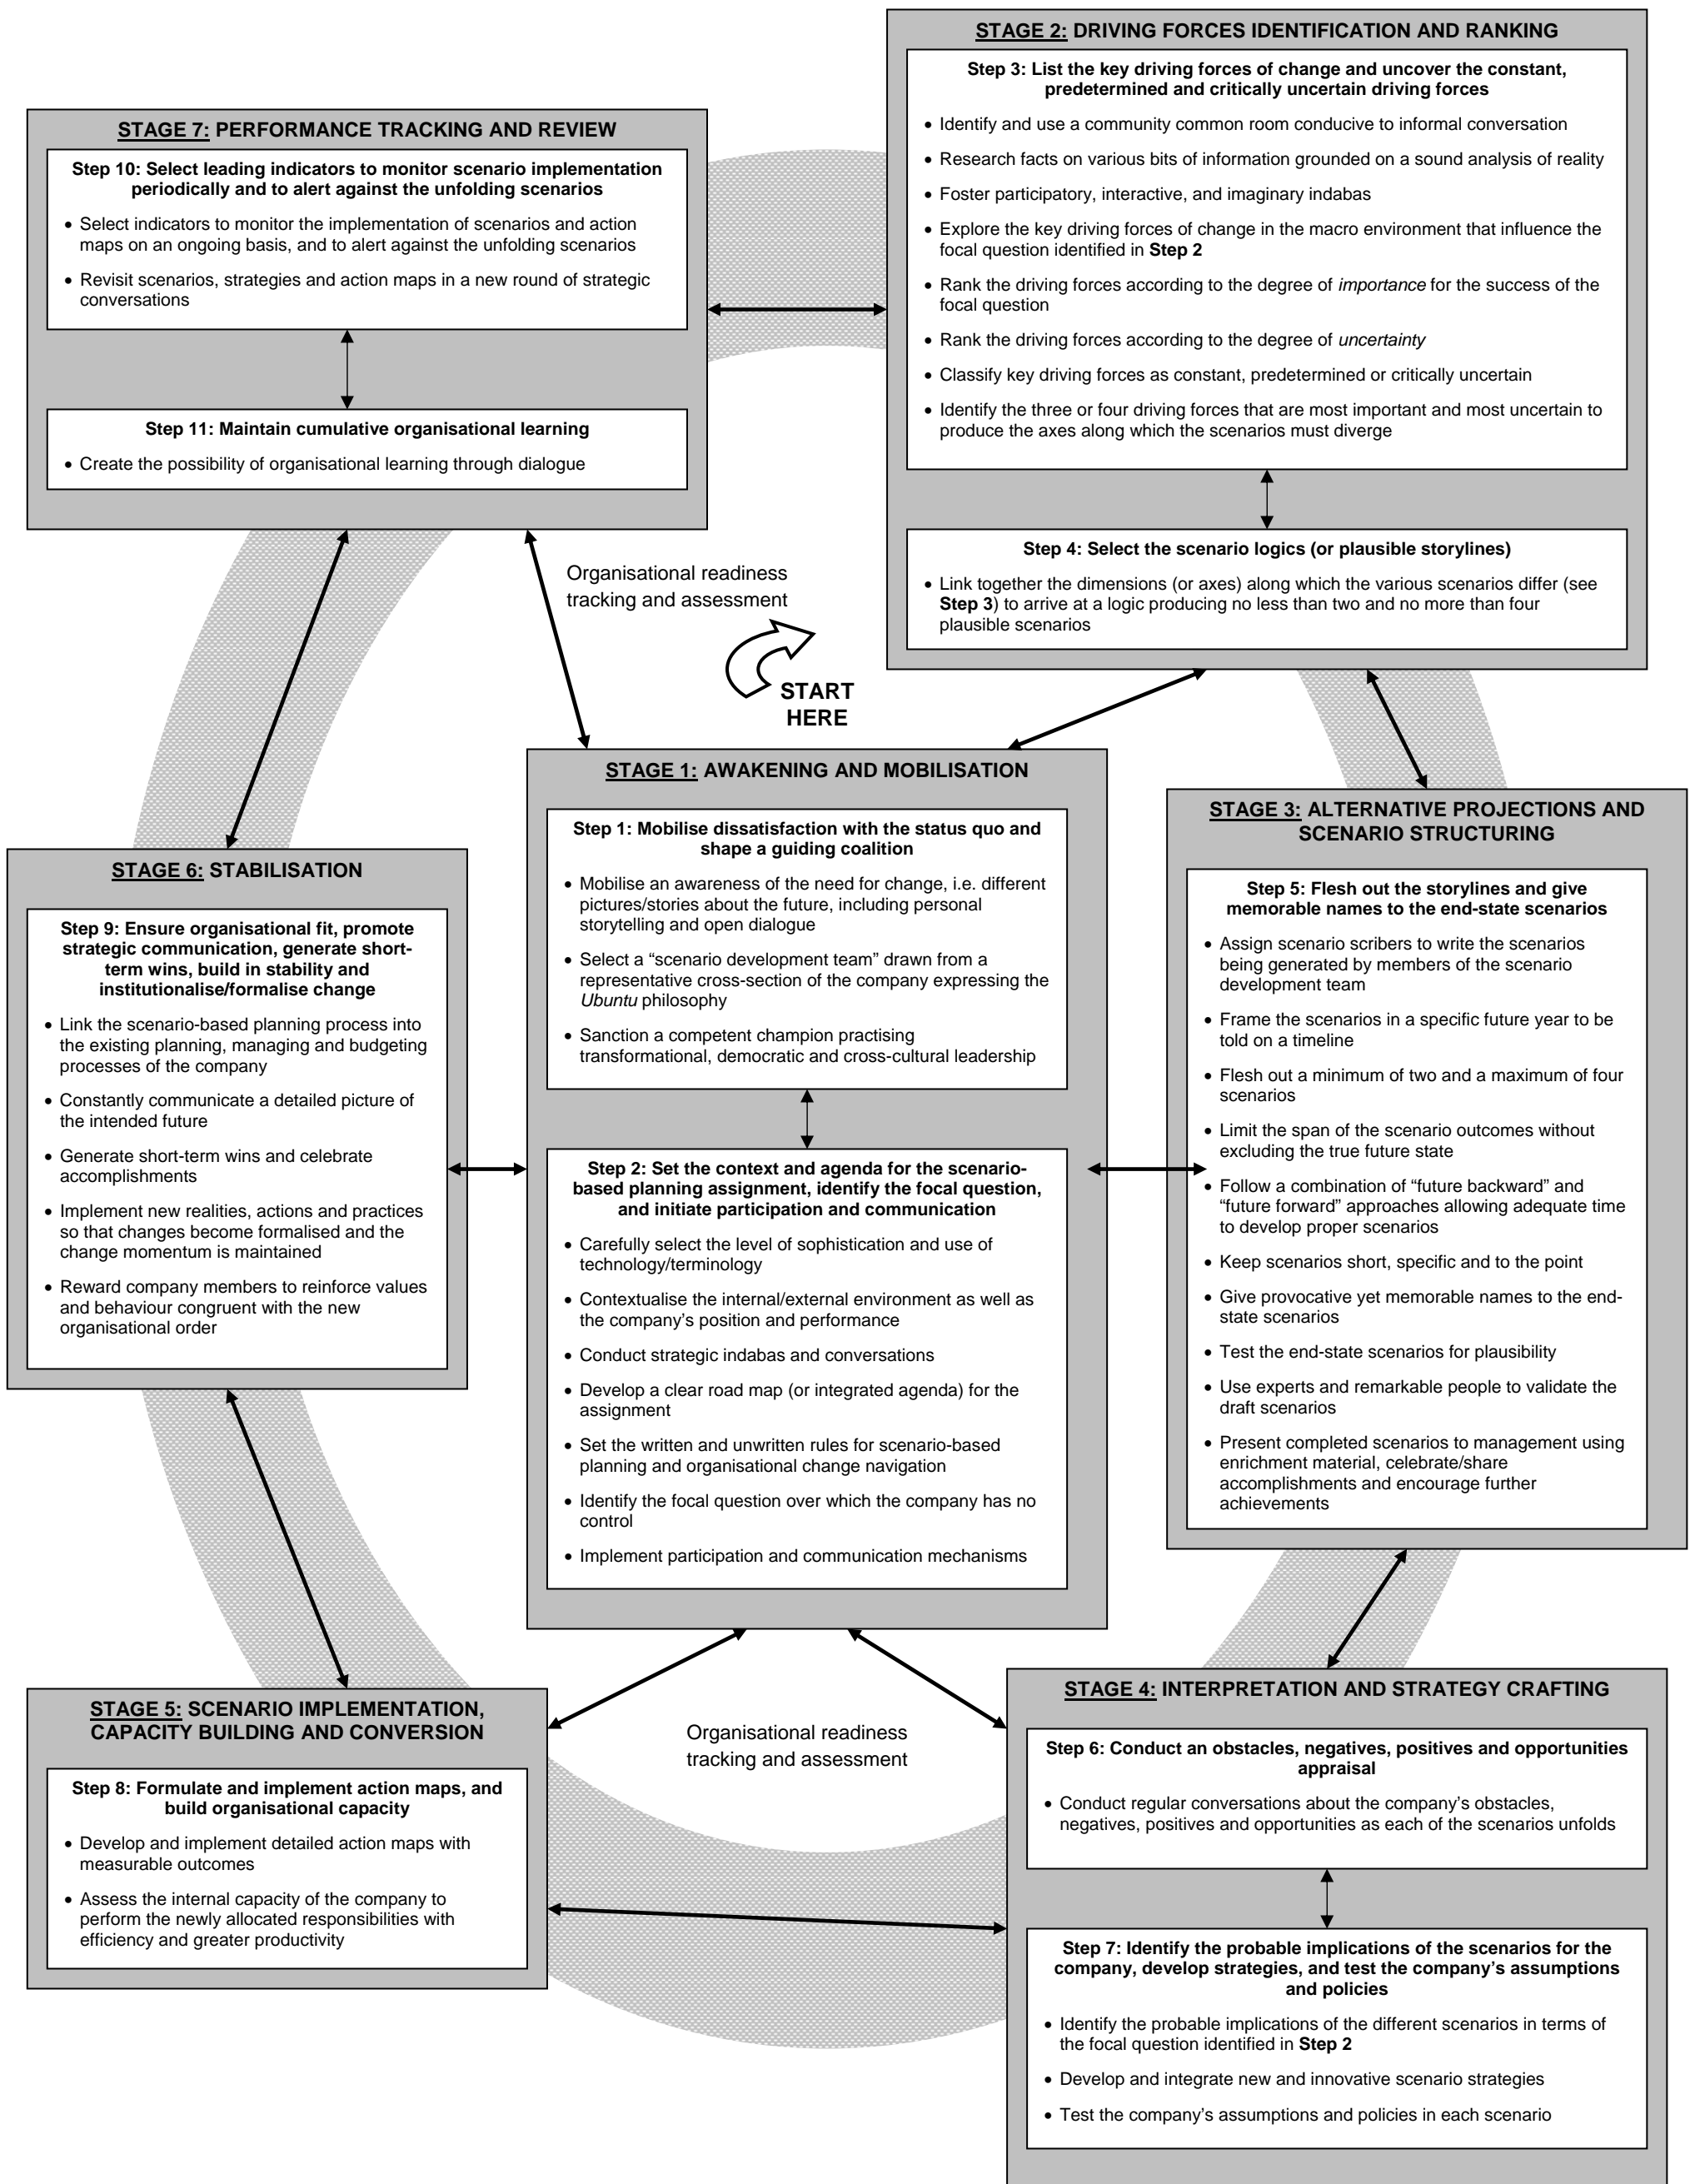 STAGE 2: DRIVING FORCES IDENTIFICATION AND RANKING
Step 3: List the key driving forces of change and uncover the constant,
predetermined and critically uncertain driving forces
• Identify and use a community common room conducive to informal conversation
• Research facts on various bits of information grounded on a sound analysis of reality
• Foster participatory, interactive, and imaginary indabas
• Explore the key driving forces of change in the macro environment that influence the
focal question identified in Step 2
• Rank the driving forces according to the degree of importance for the success of the
focal question
• Rank the driving forces according to the degree of uncertainty
• Classify key driving forces as constant, predetermined or critically uncertain
• Identify the three or four driving forces that are most important and most uncertain to
produce the axes along which the scenarios must diverge
Step 4: Select the scenario logics (or plausible storylines)
• Link together the dimensions (or axes) along which the various scenarios differ (see
Step 3) to arrive at a logic producing no less than two and no more than four
plausible scenarios
STAGE 7: PERFORMANCE TRACKING AND REVIEW
Step 10: Select leading indicators to monitor scenario implementation
periodically and to alert against the unfolding scenarios
• Select indicators to monitor the implementation of scenarios and action
maps on an ongoing basis, and to alert against the unfolding scenarios
• Revisit scenarios, strategies and action maps in a new round of strategic
conversations
Step 11: Maintain cumulative organisational learning
• Create the possibility of organisational learning through dialogue
Organisational readiness
tracking and assessment
START
HERE
STAGE 1: AWAKENING AND MOBILISATION
Step 1: Mobilise dissatisfaction with the status quo and
shape a guiding coalition
• Mobilise an awareness of the need for change, i.e. different
pictures/stories about the future, including personal
storytelling and open dialogue
• Select a “scenario development team” drawn from a
representative cross-section of the company expressing the
Ubuntu philosophy
• Sanction a competent champion practising
transformational, democratic and cross-cultural leadership
Step 2: Set the context and agenda for the scenario-
based planning assignment, identify the focal question,
and initiate participation and communication
• Carefully select the level of sophistication and use of
technology/terminology
• Contextualise the internal/external environment as well as
the company’s position and performance
• Conduct strategic indabas and conversations
• Develop a clear road map (or integrated agenda) for the
assignment
• Set the written and unwritten rules for scenario-based
planning and organisational change navigation
• Identify the focal question over which the company has no
control
• Implement participation and communication mechanisms
STAGE 3: ALTERNATIVE PROJECTIONS AND
SCENARIO STRUCTURING
Step 5: Flesh out the storylines and give
memorable names to the end-state scenarios
• Assign scenario scribers to write the scenarios
being generated by members of the scenario
development team
• Frame the scenarios in a specific future year to be
told on a timeline
• Flesh out a minimum of two and a maximum of four
scenarios
• Limit the span of the scenario outcomes without
excluding the true future state
• Follow a combination of “future backward” and
“future forward” approaches allowing adequate time
to develop proper scenarios
• Keep scenarios short, specific and to the point
• Give provocative yet memorable names to the end-
state scenarios
• Test the end-state scenarios for plausibility
• Use experts and remarkable people to validate the
draft scenarios
• Present completed scenarios to management using
enrichment material, celebrate/share
accomplishments and encourage further
achievements
STAGE 6: STABILISATION
Step 9: Ensure organisational fit, promote
strategic communication, generate short-
term wins, build in stability and
institutionalise/formalise change
• Link the scenario-based planning process into
the existing planning, managing and budgeting
processes of the company
• Constantly communicate a detailed picture of
the intended future
• Generate short-term wins and celebrate
accomplishments
• Implement new realities, actions and practices
so that changes become formalised and the
change momentum is maintained
• Reward company members to reinforce values
and behaviour congruent with the new
organisational order
STAGE 5: SCENARIO IMPLEMENTATION,
CAPACITY BUILDING AND CONVERSION
Step 8: Formulate and implement action maps, and
build organisational capacity
• Develop and implement detailed action maps with
measurable outcomes
• Assess the internal capacity of the company to
perform the newly allocated responsibilities with
efficiency and greater productivity
Organisational readiness
tracking and assessment
STAGE 4: INTERPRETATION AND STRATEGY CRAFTING
Step 6: Conduct an obstacles, negatives, positives and opportunities
appraisal
• Conduct regular conversations about the company’s obstacles,
negatives, positives and opportunities as each of the scenarios unfolds
Step 7: Identify the probable implications of the scenarios for the
company, develop strategies, and test the company’s assumptions
and policies
• Identify the probable implications of the different scenarios in terms of
the focal question identified in Step 2
• Develop and integrate new and innovative scenario strategies
• Test the company’s assumptions and policies in each scenario